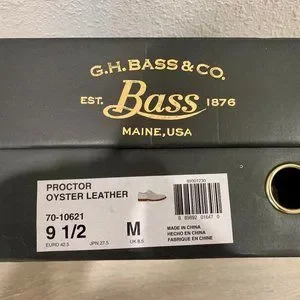 G.H. BASS & CO.
EST. Bass 1876
MAINE, USA
PROCTOR
OYSTER LEATHER
70-10621
9 1/2 M
EURO 42.5 JPN 27.5 UK 8.5
MADE IN CHINA
HECHO EN CHINA
FABRIQUE EN CHINE